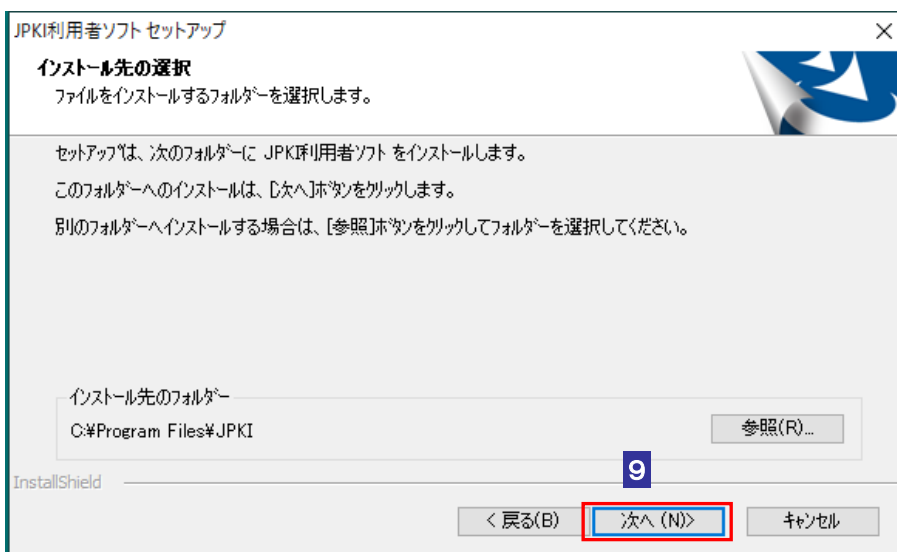 JPKI利用者ソフト セットアップ
インストール先の選択
ファイルをインストールするフォルダーを選択します。
セットアップは、次のフォルダーに JPKI利用者ソフト をインストールします。
このフォルダーへのインストールは、[次へ]ボタンをクリックします。
別のフォルダーへインストールする場合は、[参照]ボタンをクリックしてフォルダーを選択してください。
インストール先のフォルダー
C:¥Program Files¥JPKI
参照(R)...
InstallShield
9
< 戻る(B)
次へ (N)>
キャンセル